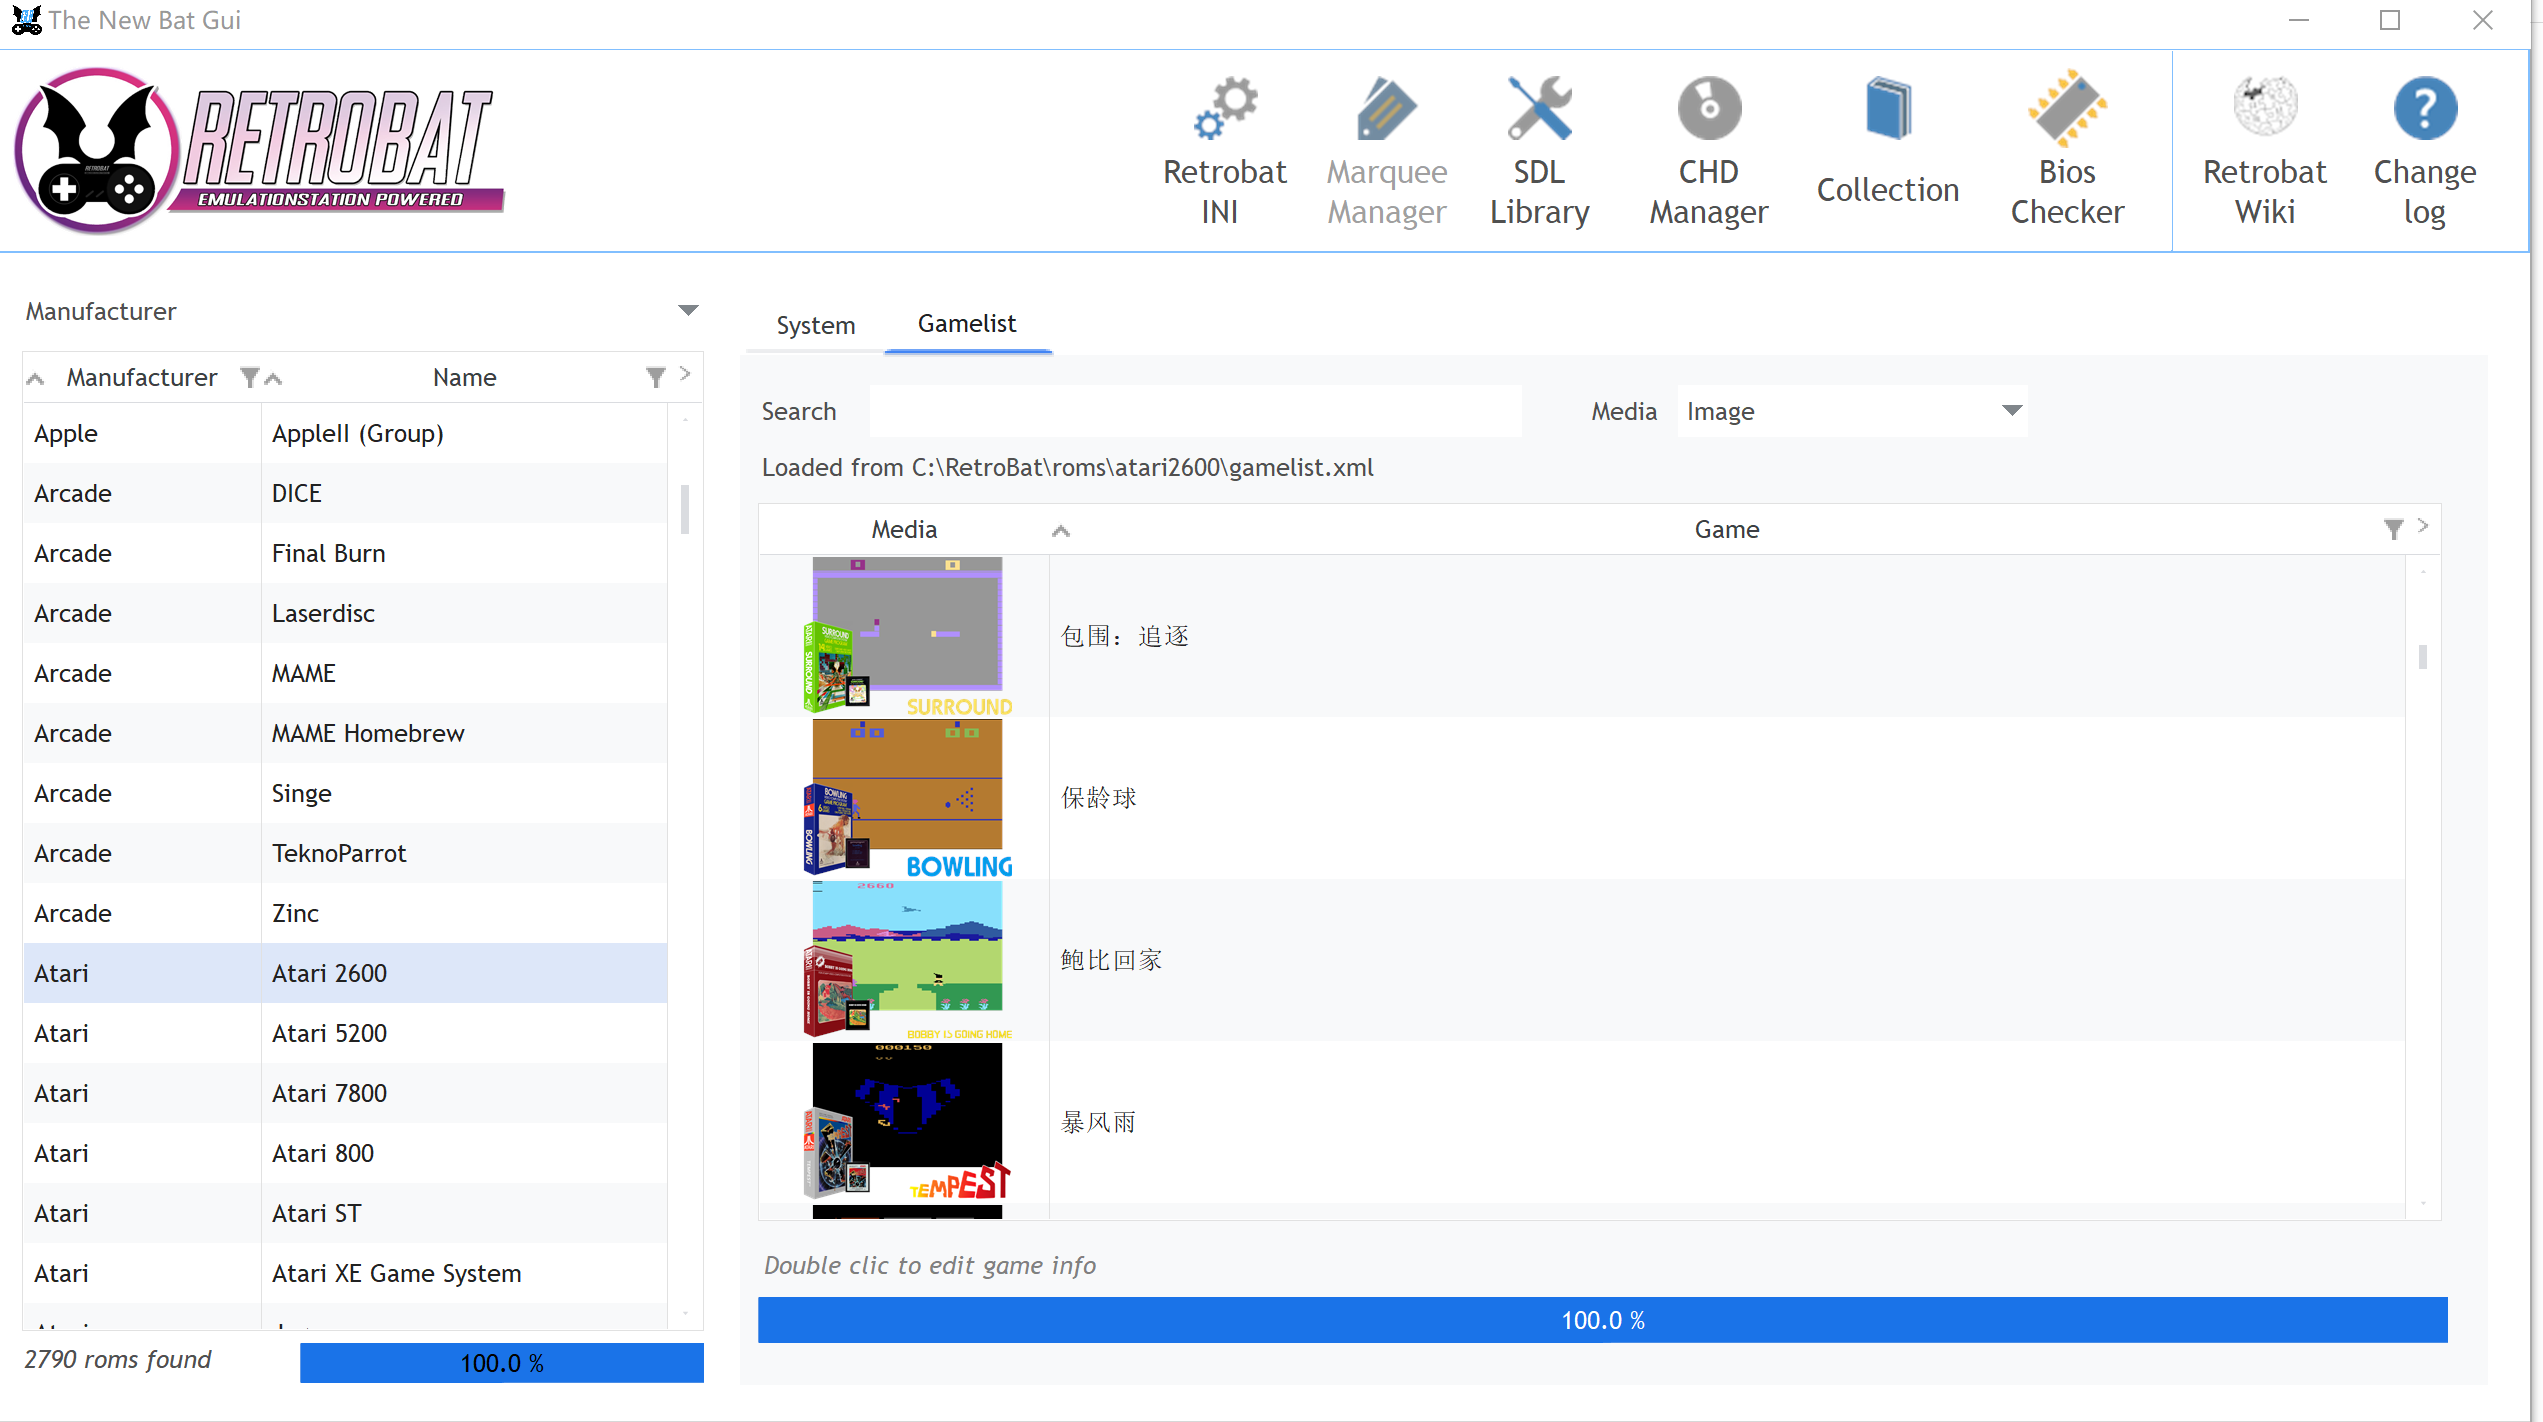 The New Bat Gui
RETROBAT
EMULATIONSTATION POWERED
Retrobat
INI
Marquee
Manager
SDL
Library
CHD
Manager
Collection
Bios
Checker
Retrobat
Wiki
Change
log
Manufacturer
Manufacturer Name
Apple AppleII (Group)
Arcade DICE
Arcade Final Burn
Arcade Laserdisc
Arcade MAME
Arcade MAME Homebrew
Arcade Singe
Arcade TeknoParrot
Arcade Zinc
Atari Atari 2600
Atari Atari 5200
Atari Atari 7800
Atari Atari 800
Atari Atari ST
Atari Atari XE Game System
2790 roms found
100.0 %
System Gamelist
Search
Media Image
Loaded from C:\RetroBat\roms\atari2600\gamelist.xml
Media Game
SURROUND
SURROUND
SURROUND
包围：追逐
BOWLING
BOWLING
BOWLING
保龄球
2660
BOBBY IS GOING HOME
鲍比回家
000150
TEMPEST
暴风雨
Double clic to edit game info
100.0 %